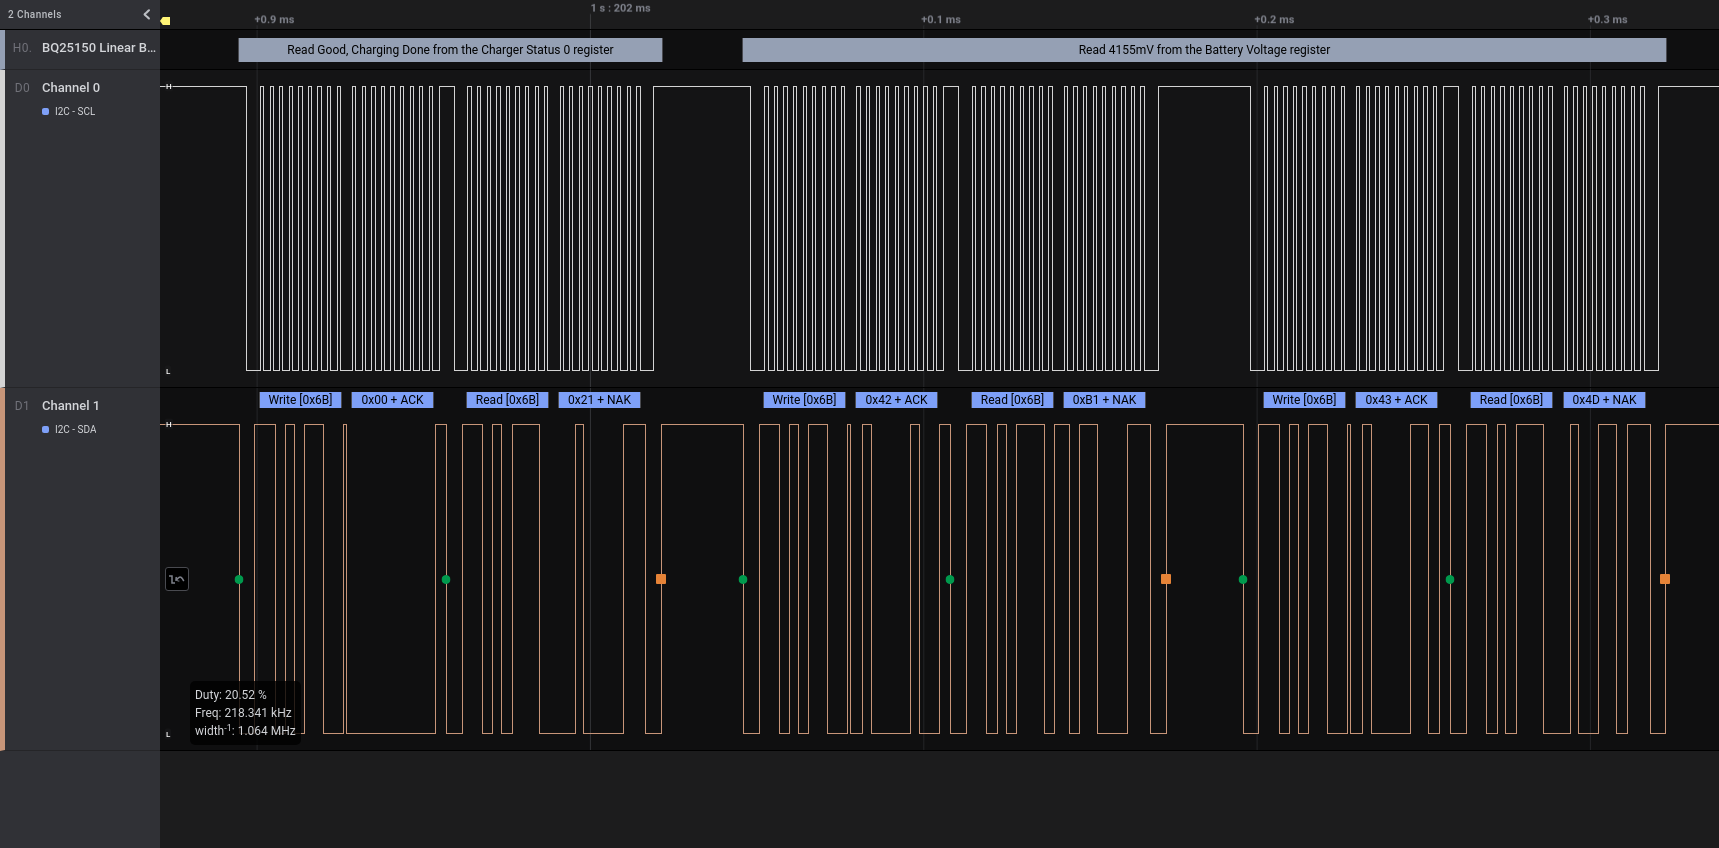 2 Channels
1 s : 202 ms
+0.9 ms
+0.1 ms
+0.2 ms
+0.3 ms
H0. BQ25150 Linear B...
Read Good, Charging Done from the Charger Status 0 register
Read 4155mV from the Battery Voltage register
D0 Channel 0
I2C - SCL
H
L
D1 Channel 1
I2C - SDA
Write [0x6B] 0x00 + ACK Read [0x6B] 0x21 + NAK Write [0x6B] 0x42 + ACK Read [0x6B] 0xB1 + NAK Write [0x6B] 0x43 + ACK Read [0x6B] 0x4D + NAK
H
Duty: 20.52 %
Freq: 218.341 kHz
width⁻¹: 1.064 MHz
L